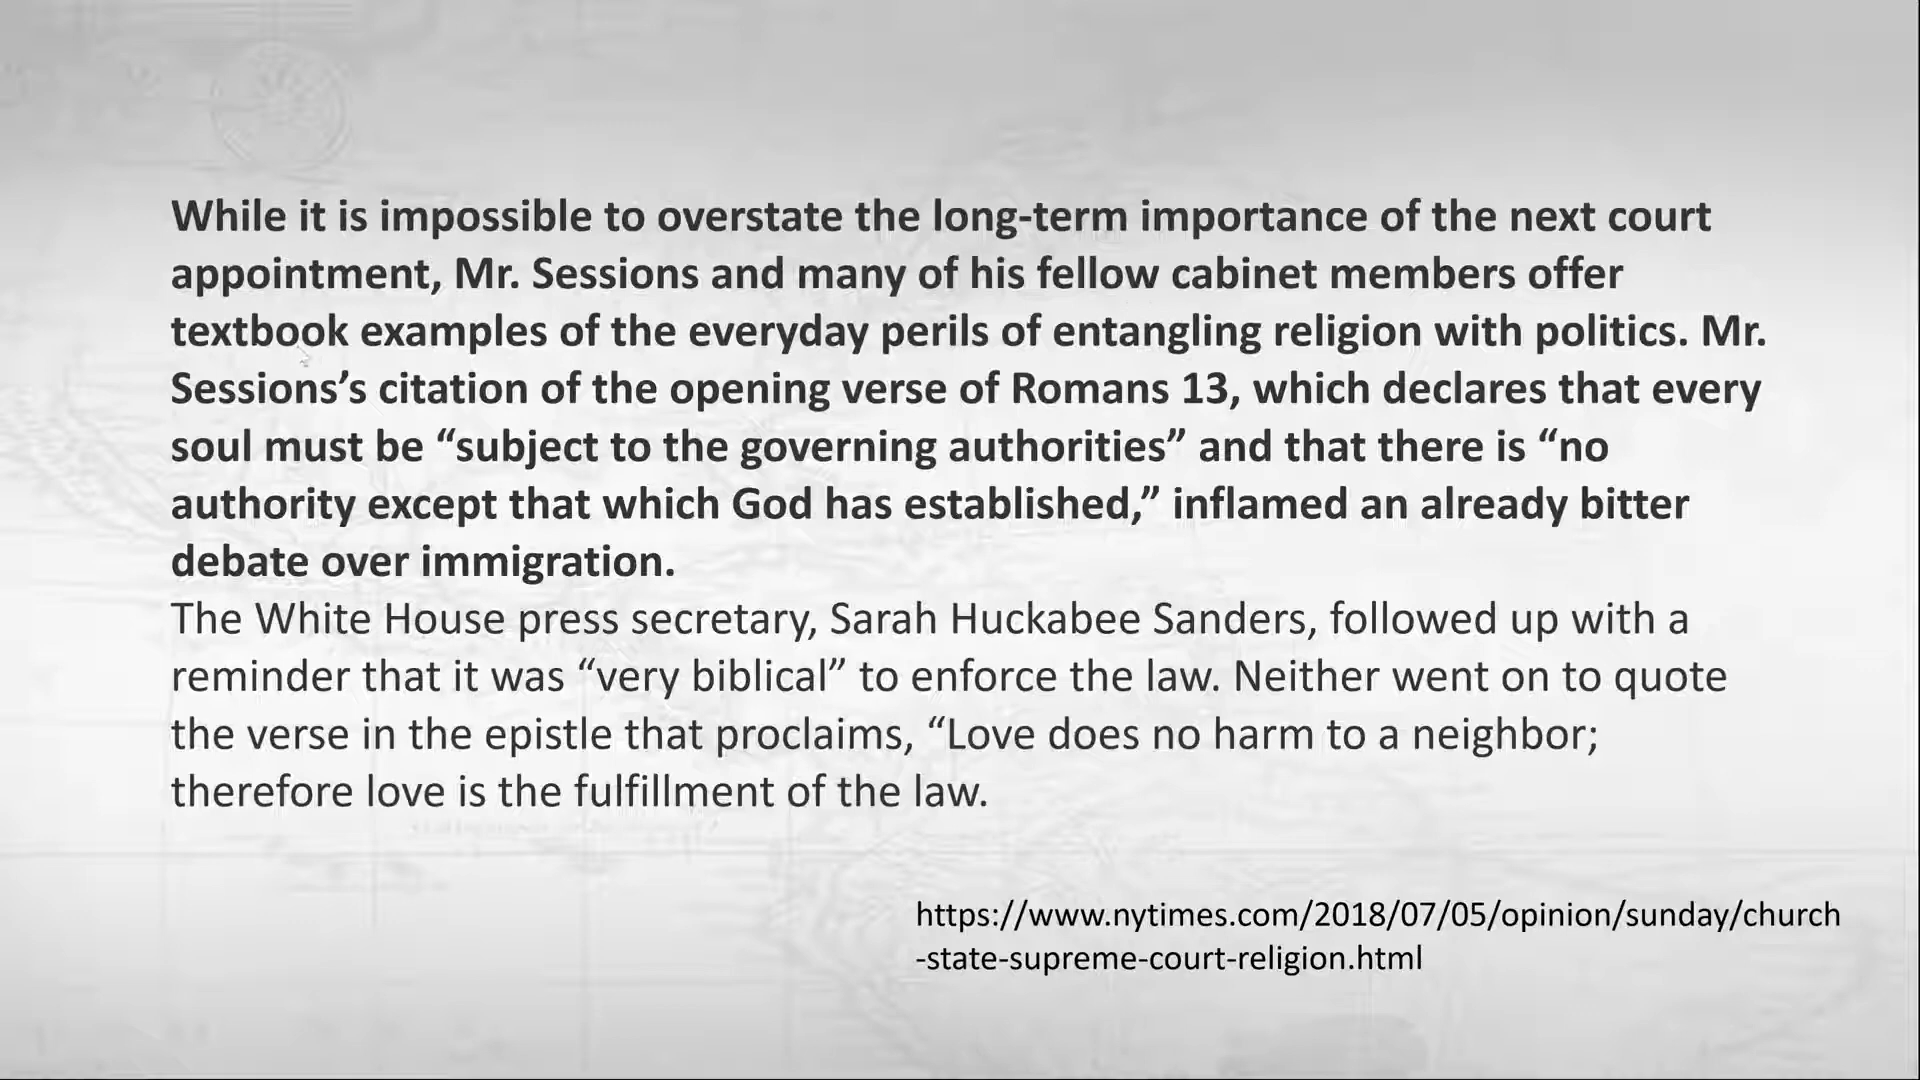 While it is impossible to overstate the long-term importance of the next court
appointment, Mr. Sessions and many of his fellow cabinet members offer
textbook examples of the everyday perils of entangling religion with politics. Mr.
Sessions’s citation of the opening verse of Romans 13, which declares that every
soul must be “subject to the governing authorities” and that there is “no
authority except that which God has established,” inflamed an already bitter
debate over immigration.
The White House press secretary, Sarah Huckabee Sanders, followed up with a
reminder that it was “very biblical” to enforce the law. Neither went on to quote
the verse in the epistle that proclaims, “Love does no harm to a neighbor;
therefore love is the fulfillment of the law.
https://www.nytimes.com/2018/07/05/opinion/sunday/church
-state-supreme-court-religion.html